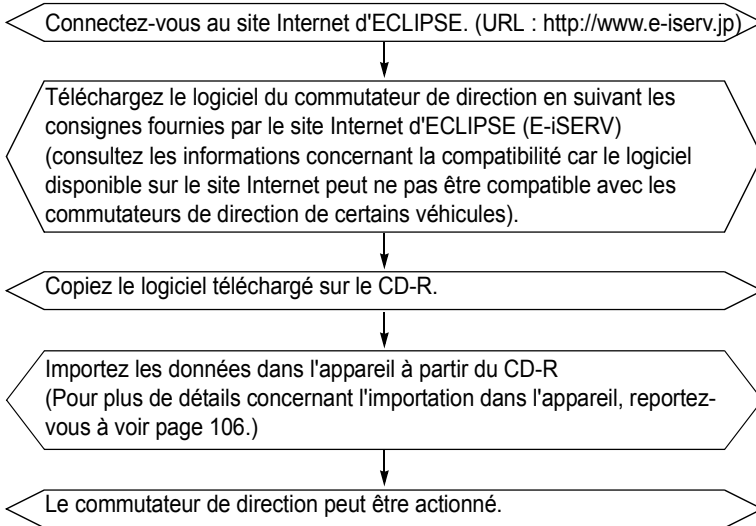 Connectez-vous au site Internet d'ECLIPSE. (URL : http://www.e-iserv.jp)
Téléchargez le logiciel du commutateur de direction en suivant les
consignes fournies par le site Internet d'ECLIPSE (E-iSERV)
(consultez les informations concernant la compatibilité car le logiciel
disponible sur le site Internet peut ne pas être compatible avec les
commutateurs de direction de certains véhicules).
Copiez le logiciel téléchargé sur le CD-R.
Importez les données dans l'appareil à partir du CD-R
(Pour plus de détails concernant l'importation dans l'appareil, reportez-
vous à voir page 106.)
Le commutateur de direction peut être actionné.